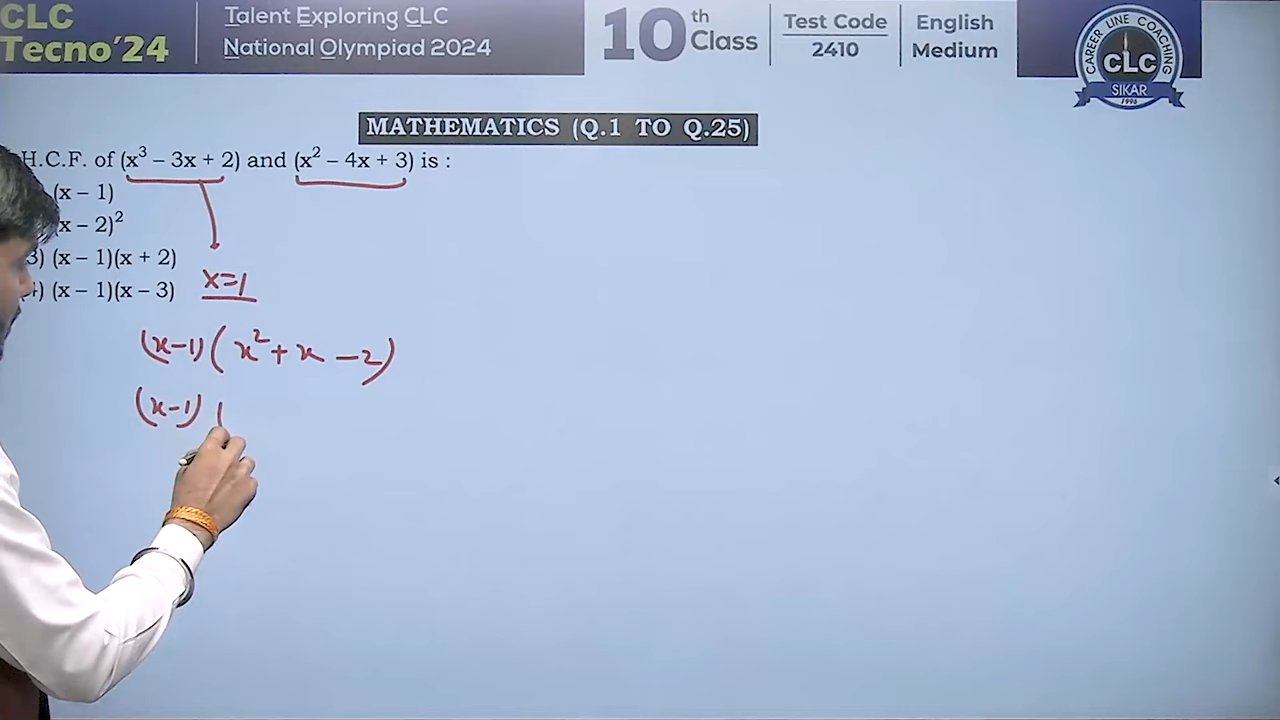 CLC
Tecno'24
Talent Exploring CLC
National Olympiad 2024
10th Class
Test Code
2410
English
Medium
CAREER LINE COACHING
CLC
SIKAR
1996
MATHEMATICS (Q.1 TO Q.25)
H.C.F. of (x³ – 3x + 2) and (x² – 4x + 3) is :
(x – 1)
x – 2)²
3) (x – 1)(x + 2)
4) (x – 1)(x – 3)
x=1
(x-1)(x²+x-2)
(x-1)(